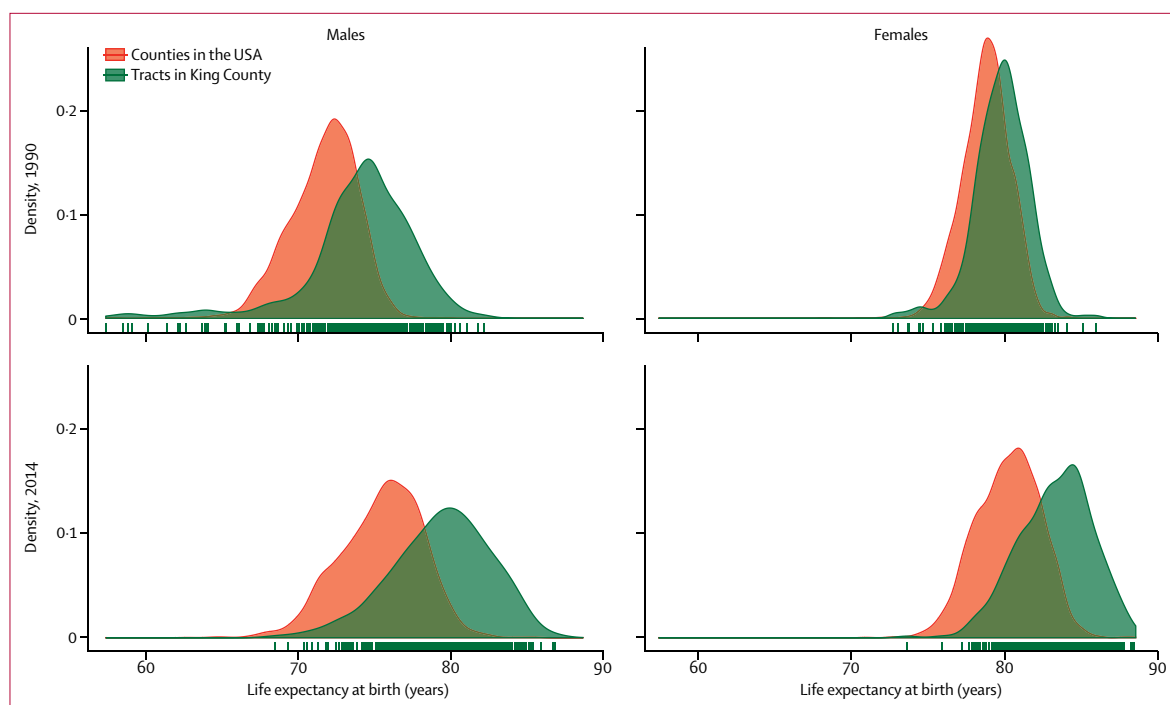 Males
Females
Counties in the USA
Tracts in King County
Density, 1990
0·2
0·1
0
Density, 2014
0·2
0·1
0
60
70
80
90
60
70
80
90
Life expectancy at birth (years)
Life expectancy at birth (years)